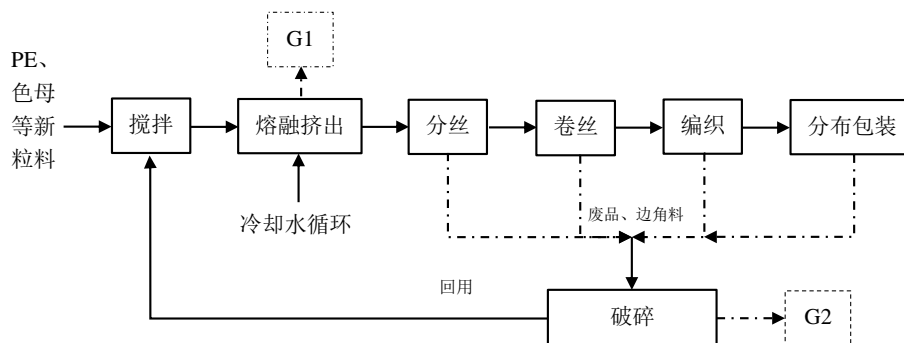 G1
PE、
色母
等新
粒料
搅拌
熔融挤出
分丝
卷丝
编织
分布包装
冷却水循环
废品、边角料
回用
破碎
G2